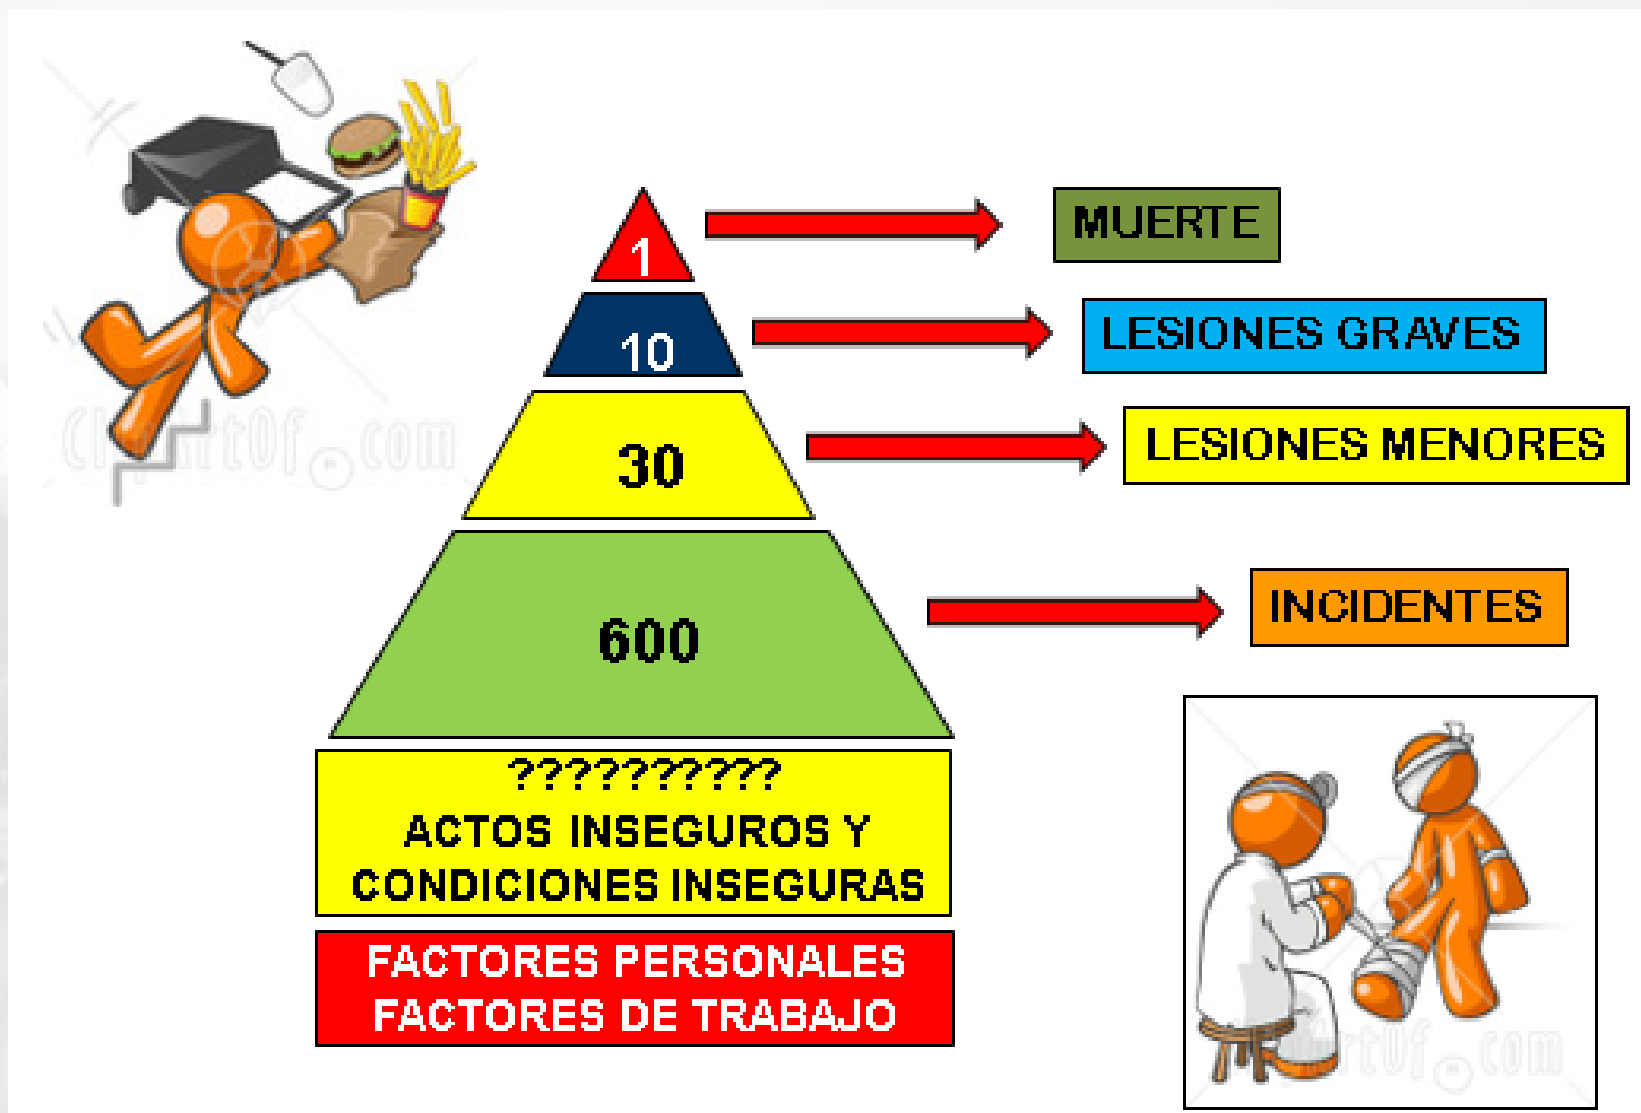 1
MUERTE
10
LESIONES GRAVES
30
LESIONES MENORES
600
INCIDENTES
??????????
ACTOS INSEGUROS Y
CONDICIONES INSEGURAS
FACTORES PERSONALES
FACTORES DE TRABAJO